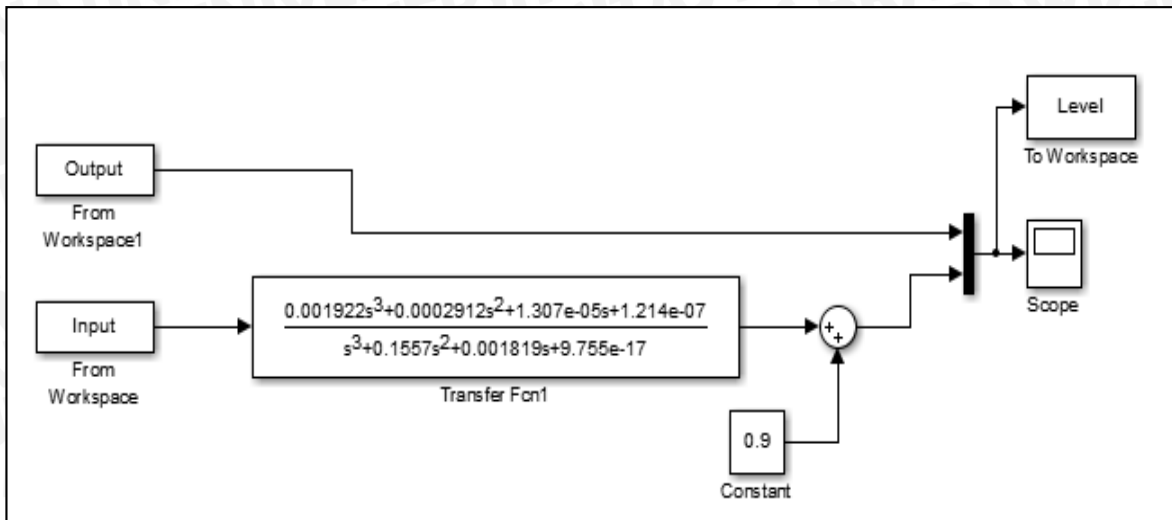 Level
To Workspace
Output
From
Workspace1
Input
From
Workspace
0.001922s³+0.0002912s²+1.307e-05s+1.214e-07
s³+0.1557s²+0.001819s+9.755e-17
Transfer Fcn1
++
Scope
0.9
Constant